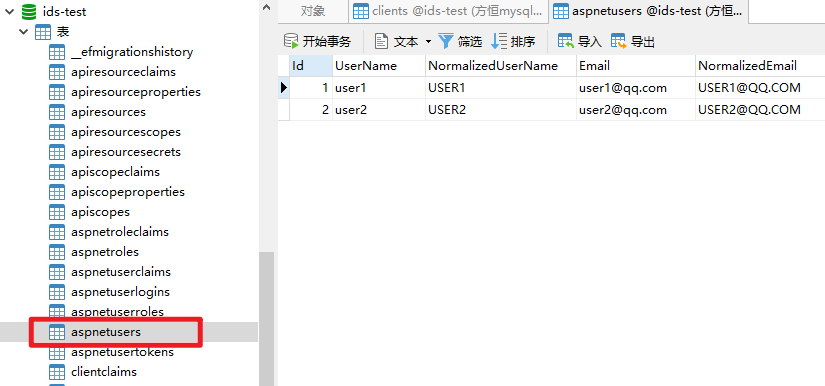 ids-test
表
__efmigrationshistory
apiresourceclaims
apiresourceproperties
apiresources
apiresourcescopes
apiresourcesecrets
apiscopeclaims
apiscopeproperties
apiscopes
aspnetroleclaims
aspnetroles
aspnetuserclaims
aspnetuserlogins
aspnetuserroles
aspnetusers
aspnetusertokens
clientclaims
对象 clients @ids-test (方恒mysql... aspnetusers @ids-test (方恒...
开始事务 文本 筛选 排序 导入 导出
Id UserName NormalizedUserName Email NormalizedEmail
1 user1 USER1 user1@qq.com USER1@QQ.COM
2 user2 USER2 user2@qq.com USER2@QQ.COM